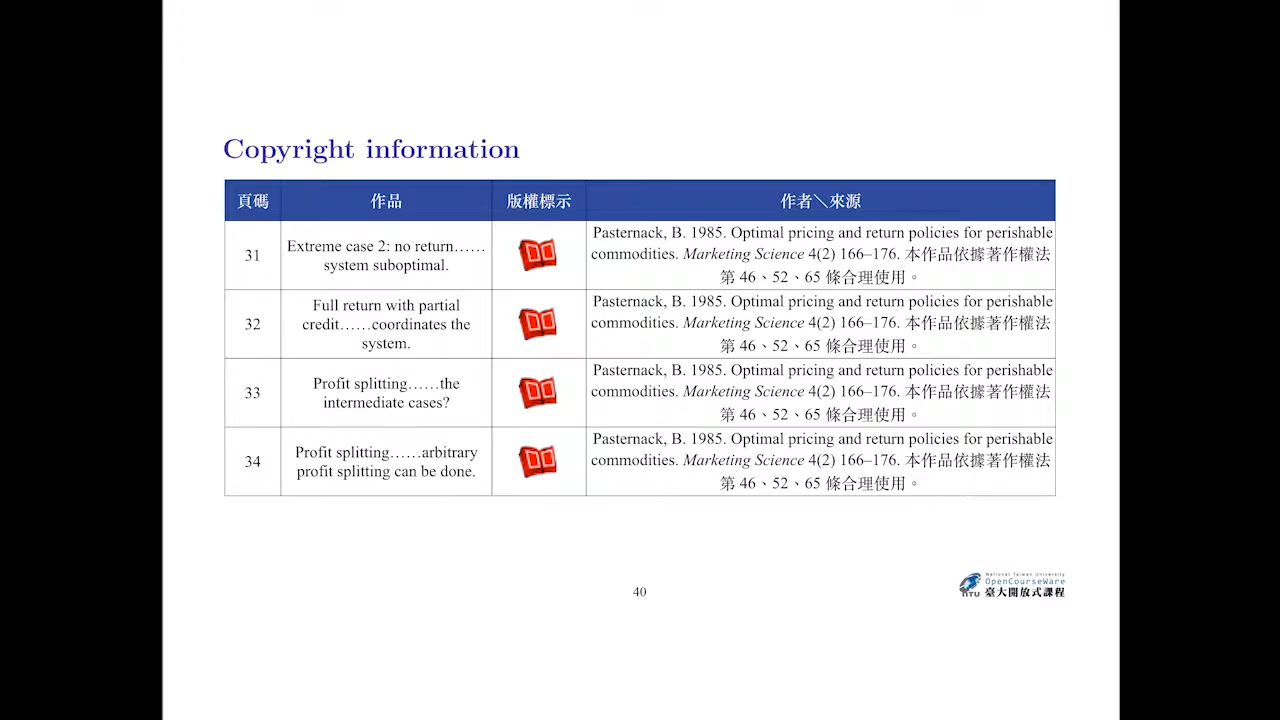 Copyright information
頁碼 作品 版權標示 作者＼來源
31 Extreme case 2: no return…… system suboptimal. Pasternack, B. 1985. Optimal pricing and return policies for perishable
commodities. Marketing Science 4(2) 166–176. 本作品依據著作權法
第 46、52、65 條合理使用。
32 Full return with partial credit……coordinates the system. Pasternack, B. 1985. Optimal pricing and return policies for perishable
commodities. Marketing Science 4(2) 166–176. 本作品依據著作權法
第 46、52、65 條合理使用。
33 Profit splitting……the intermediate cases? Pasternack, B. 1985. Optimal pricing and return policies for perishable
commodities. Marketing Science 4(2) 166–176. 本作品依據著作權法
第 46、52、65 條合理使用。
34 Profit splitting……arbitrary profit splitting can be done. Pasternack, B. 1985. Optimal pricing and return policies for perishable
commodities. Marketing Science 4(2) 166–176. 本作品依據著作權法
第 46、52、65 條合理使用。
40
National Taiwan University
OpenCourseWare
NTU 臺大開放式課程